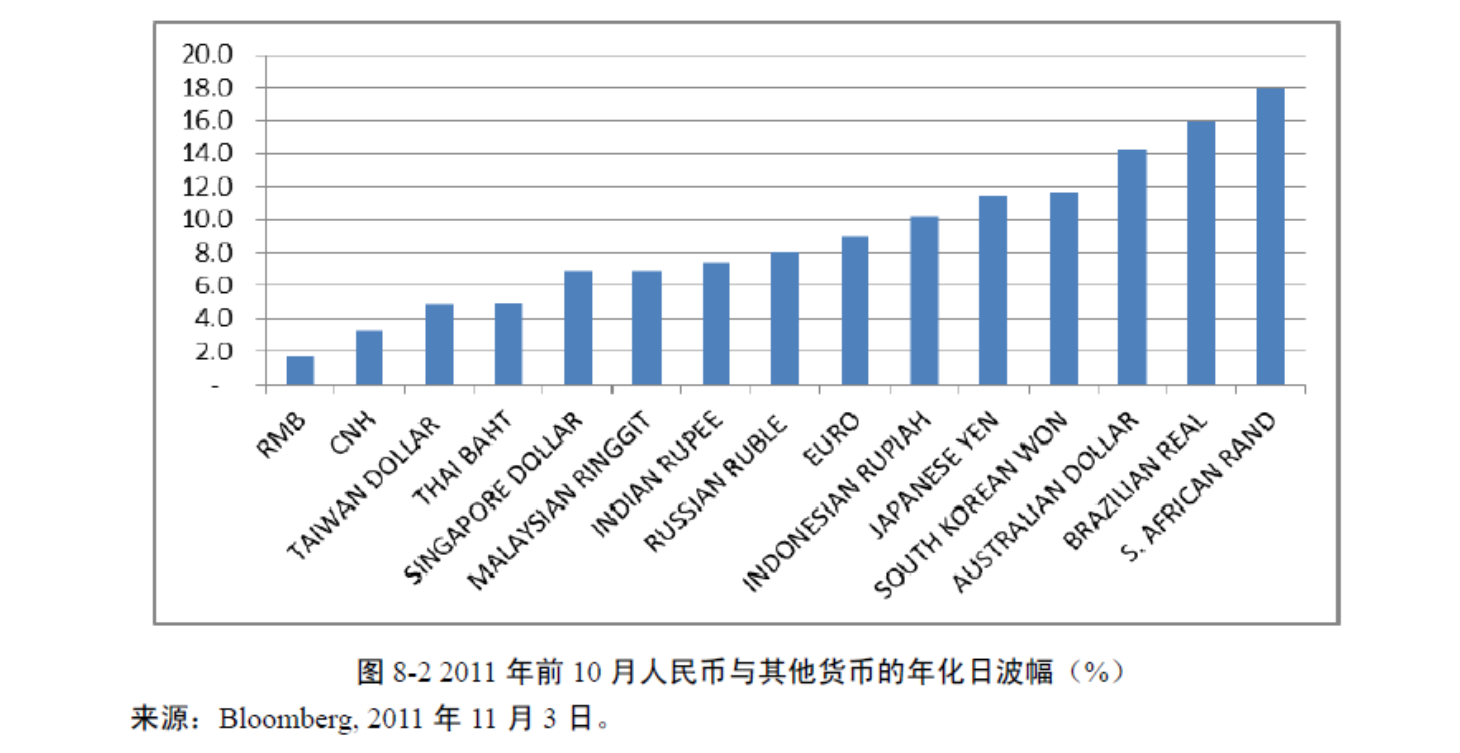 20.0
18.0
16.0
14.0
12.0
10.0
8.0
6.0
4.0
2.0
-
RMB
CNH
TAIWAN DOLLAR
THAI BAHT
SINGAPORE DOLLAR
MALAYSIAN RINGGIT
INDIAN RUPEE
RUSSIAN RUBLE
EURO
INDONESIAN RUPIAH
JAPANESE YEN
SOUTH KOREAN WON
AUSTRALIAN DOLLAR
BRAZILIAN REAL
S. AFRICAN RAND
图 8-2 2011 年前 10 月人民币与其他货币的年化日波幅（%）
来源：Bloomberg, 2011 年 11 月 3 日。